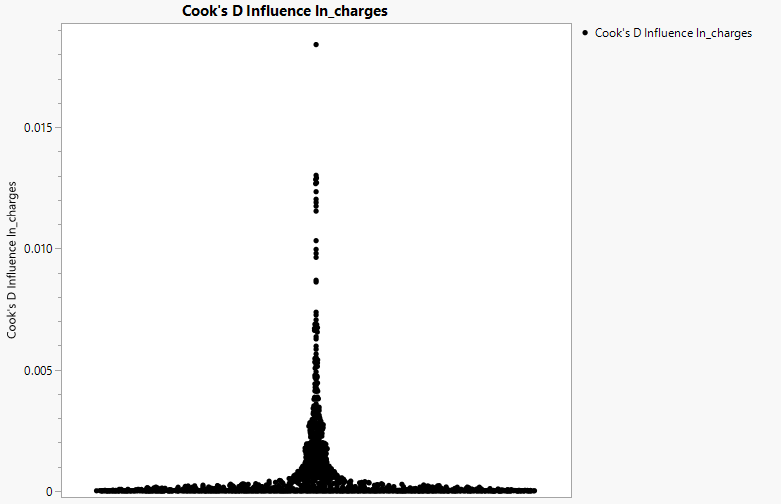 Cook's D Influence ln_charges
Cook's D Influence ln_charges
Cook's D Influence ln_charges
0.015
0.010
0.005
0